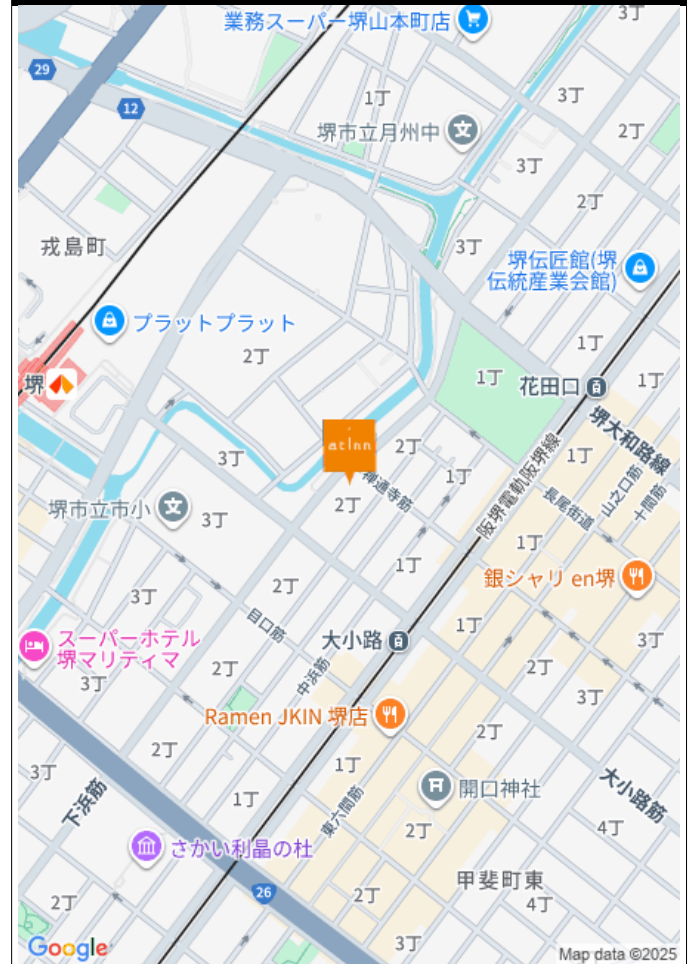 業務スーパー堺山本町店
3丁
29
1丁
3丁
12
堺市立月州中
2丁
3丁
2丁
戎島町
3丁
堺伝匠館(堺
伝統産業会館)
プラットプラット
2丁
1丁
堺
1丁
花田口
1丁
atinn
堺大和路線
2丁
1丁
3丁
1丁
阪堺電軌阪堺線
山之口筋
十間筋
禅通寺筋
2丁
長尾街道
堺市立市小
3丁
1丁
1丁
銀シャリ en堺
2丁
3丁
目口筋
大小路
1丁
3丁
スーパーホテル
堺マリティマ
2丁
中浜筋
2丁
3丁
3丁
Ramen JKIN 堺店
2丁
2丁
3丁
1丁
大小路筋
下浜筋
1丁
東六間筋
開口神社
2丁
4丁
さかい利晶の杜
甲斐町東
26
2丁
2丁
4丁
3丁
Google
Map data ©2025